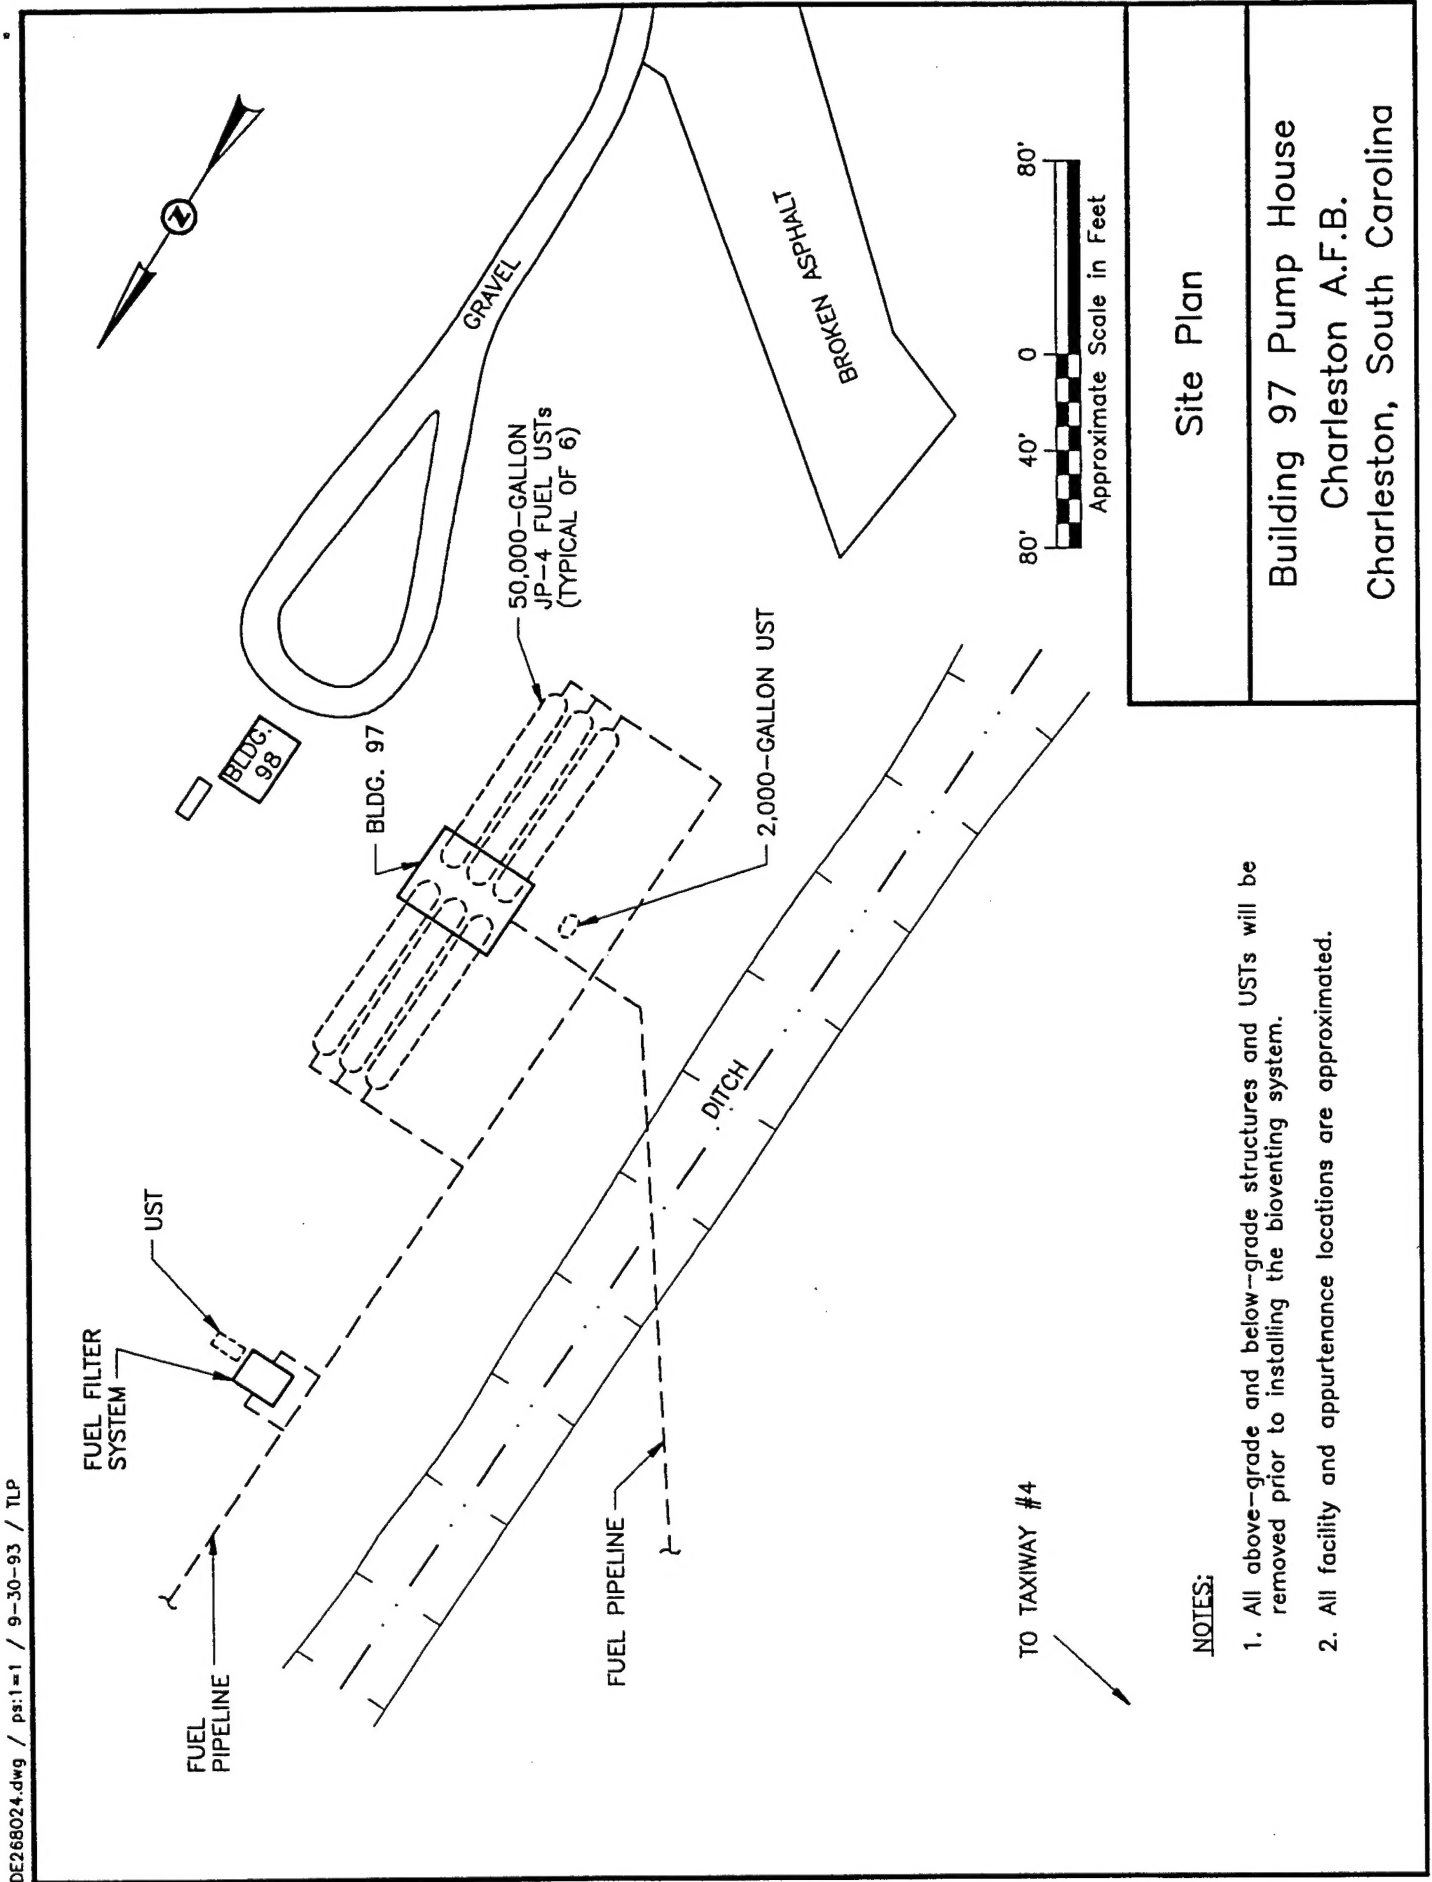 DE268024.dwg / ps:1=1 / 9-30-93 / TLP
FUEL
PIPELINE
FUEL FILTER
SYSTEM
UST
BLDG.
98
BLDG. 97
50,000-GALLON
JP-4 FUEL USTs
(TYPICAL OF 6)
GRAVEL
N
2,000-GALLON UST
BROKEN ASPHALT
DITCH
FUEL PIPELINE
TO TAXIWAY #4
80' 40' 0 80'
Approximate Scale in Feet
NOTES:
1. All above-grade and below-grade structures and USTs will be
removed prior to installing the bioventing system.
2. All facility and appurtenance locations are approximated.
Site Plan
Building 97 Pump House
Charleston A.F.B.
Charleston, South Carolina